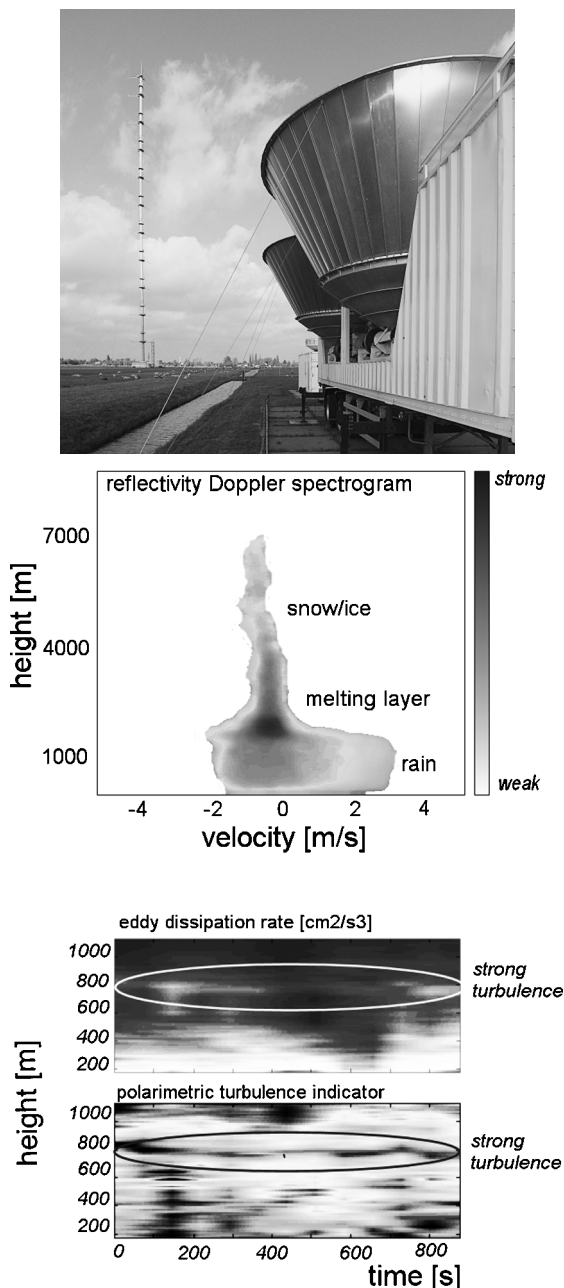 reflectivity Doppler spectrogram
strong
7000
snow/ice
4000
height [m]
melting layer
1000
rain
weak
-4 -2 0 2 4
velocity [m/s]
eddy dissipation rate [cm2/s3]
1000
800
600
400
200
strong
turbulence
height [m]
polarimetric turbulence indicator
1000
800
600
400
200
strong
turbulence
0 200 400 600 800
time [s]